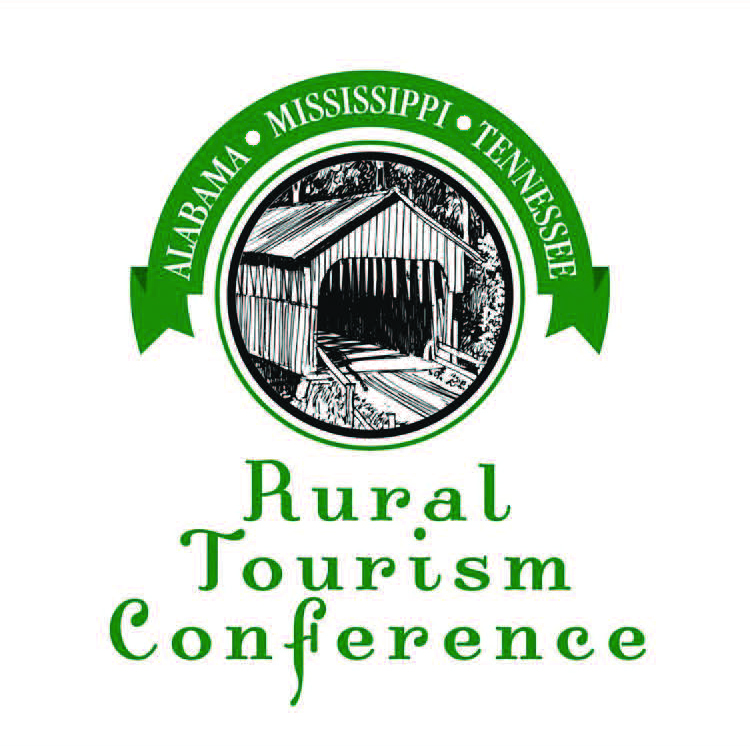 ALABAMA • MISSISSIPPI • TENNESSEE
Rural
Tourism
Conference